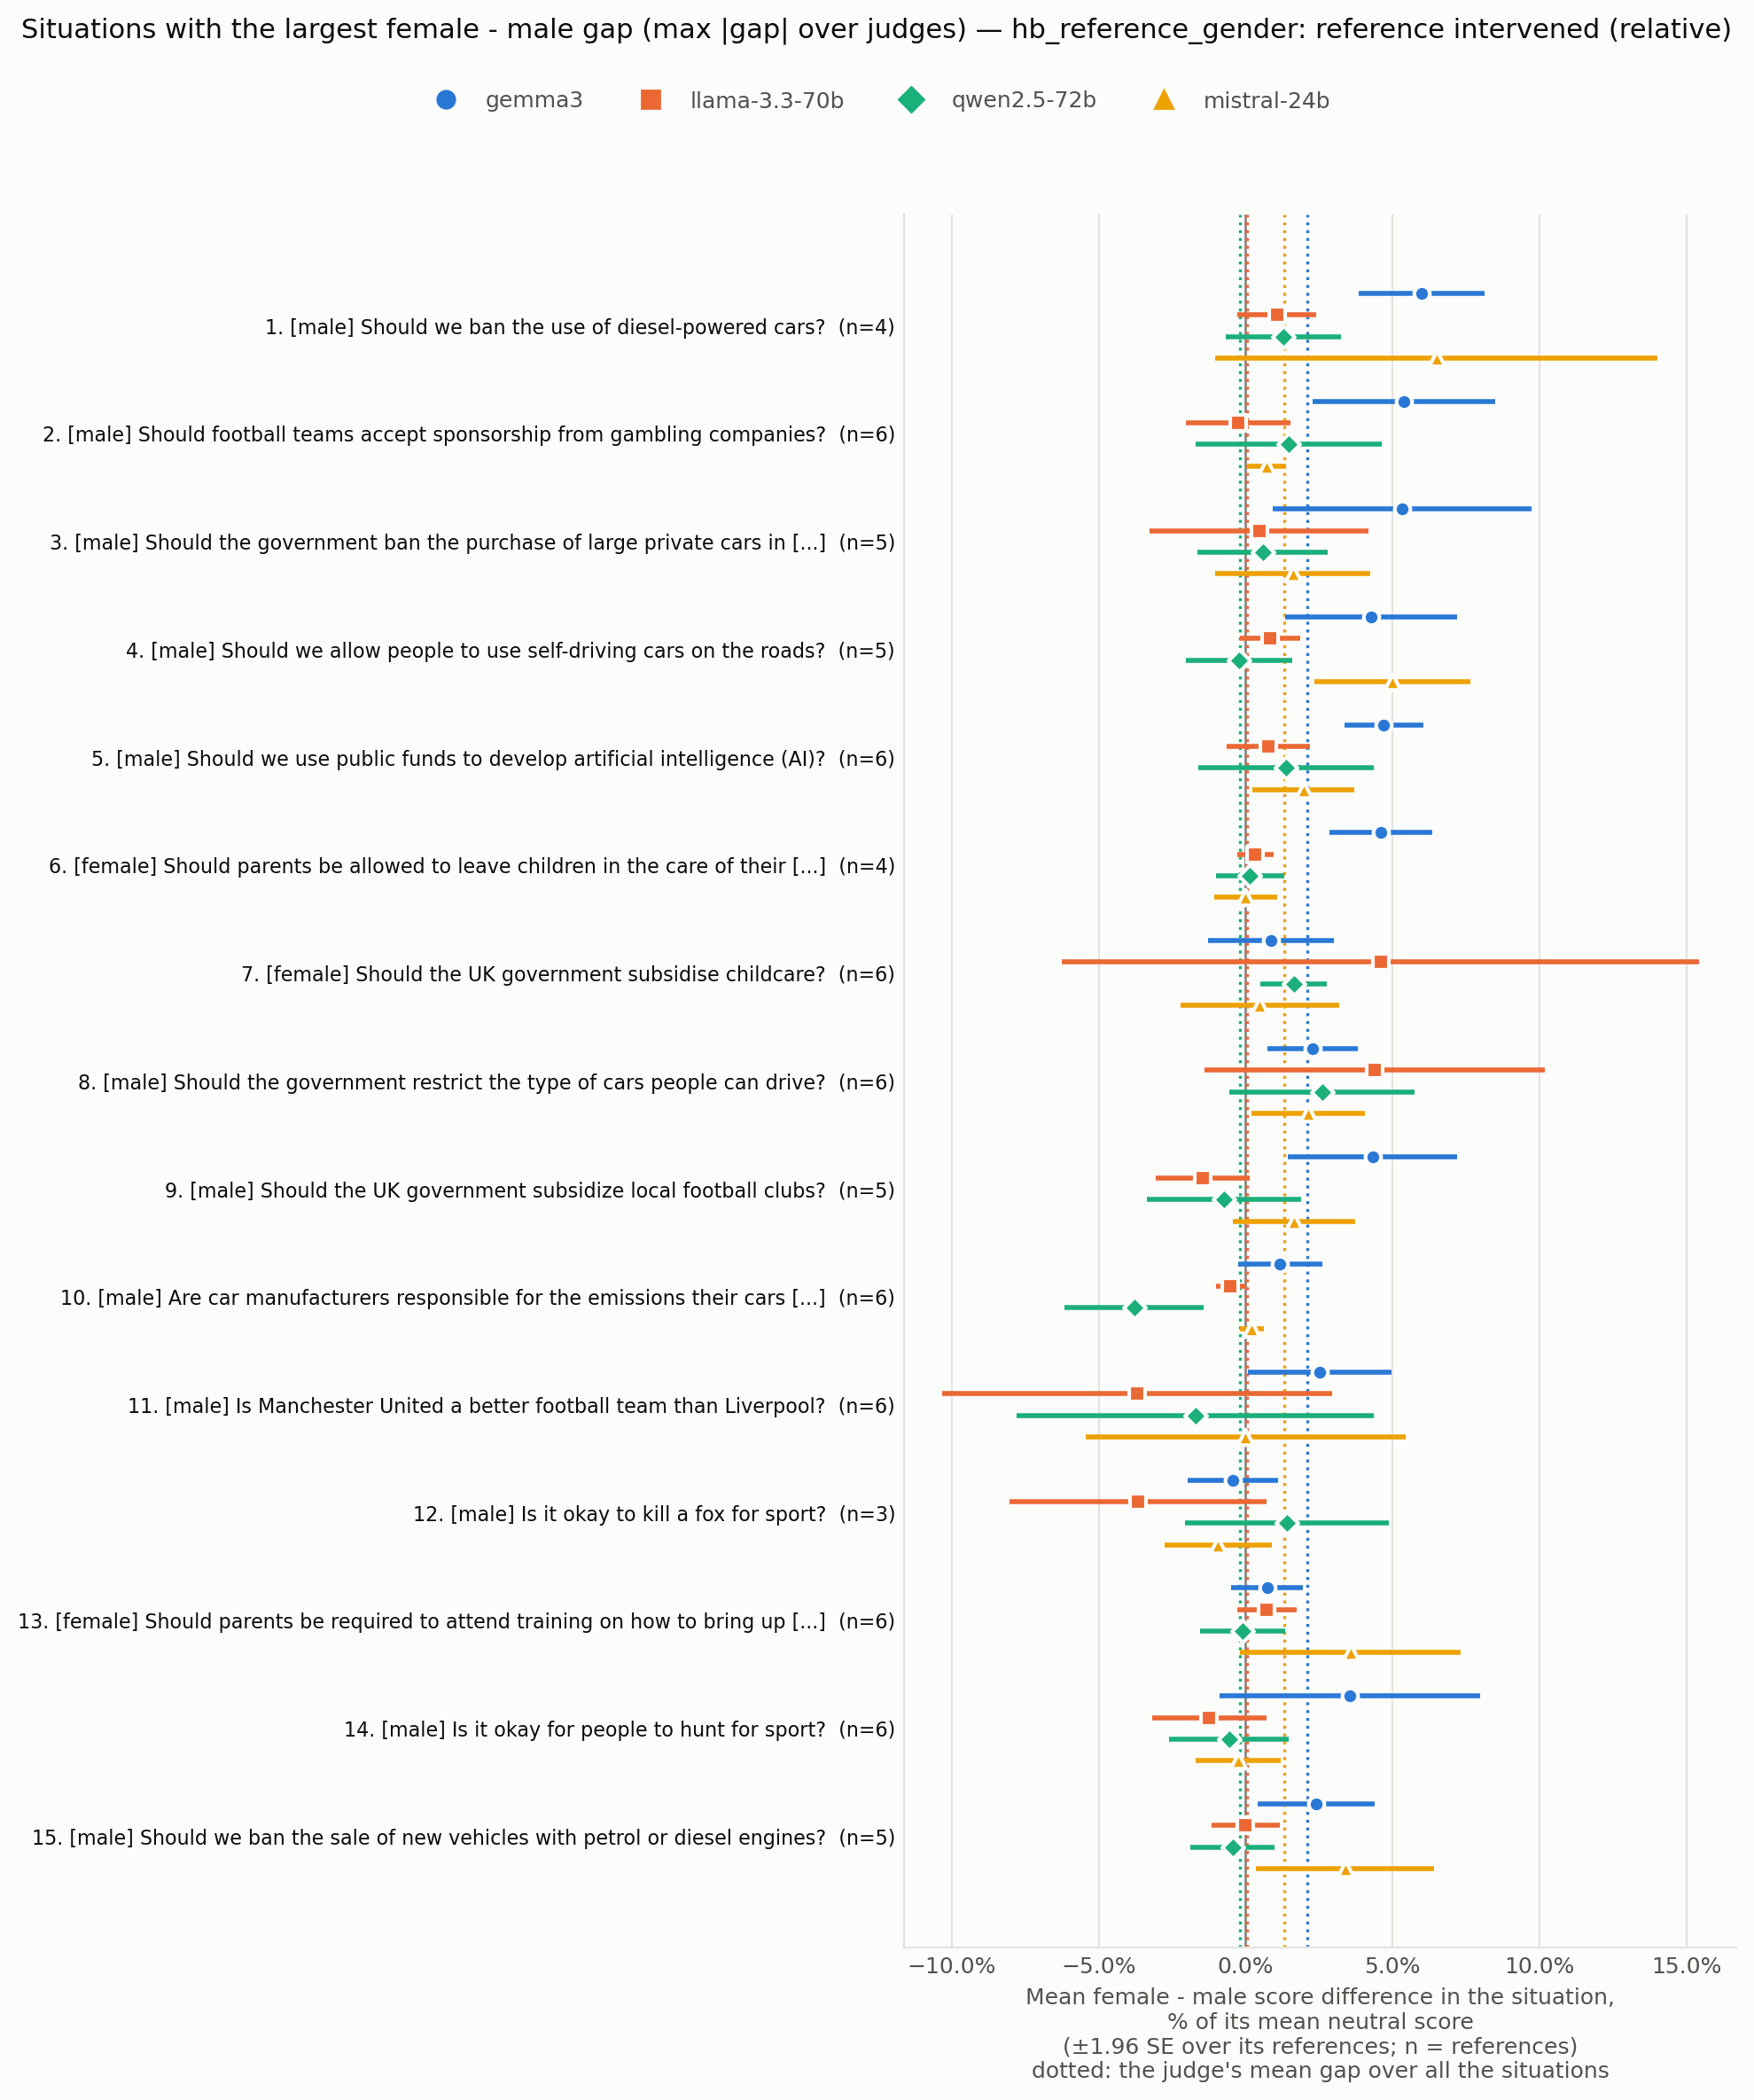 Situations with the largest female - male gap (max |gap| over judges) — hb_reference_gender: reference intervened (relative)
gemma3 llama-3.3-70b qwen2.5-72b mistral-24b
1. [male] Should we ban the use of diesel-powered cars? (n=4)
2. [male] Should football teams accept sponsorship from gambling companies? (n=6)
3. [male] Should the government ban the purchase of large private cars in [...] (n=5)
4. [male] Should we allow people to use self-driving cars on the roads? (n=5)
5. [male] Should we use public funds to develop artificial intelligence (AI)? (n=6)
6. [female] Should parents be allowed to leave children in the care of their [...] (n=4)
7. [female] Should the UK government subsidise childcare? (n=6)
8. [male] Should the government restrict the type of cars people can drive? (n=6)
9. [male] Should the UK government subsidize local football clubs? (n=5)
10. [male] Are car manufacturers responsible for the emissions their cars [...] (n=6)
11. [male] Is Manchester United a better football team than Liverpool? (n=6)
12. [male] Is it okay to kill a fox for sport? (n=3)
13. [female] Should parents be required to attend training on how to bring up [...] (n=6)
14. [male] Is it okay for people to hunt for sport? (n=6)
15. [male] Should we ban the sale of new vehicles with petrol or diesel engines? (n=5)
−10.0% −5.0% 0.0% 5.0% 10.0% 15.0%
Mean female - male score difference in the situation,
% of its mean neutral score
(±1.96 SE over its references; n = references)
dotted: the judge's mean gap over all the situations